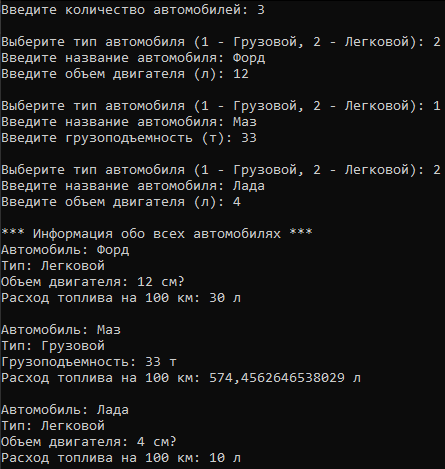 Введите количество автомобилей: 3
Выберите тип автомобиля (1 - Грузовой, 2 - Легковой): 2
Введите название автомобиля: Форд
Введите объем двигателя (л): 12
Выберите тип автомобиля (1 - Грузовой, 2 - Легковой): 1
Введите название автомобиля: Маз
Введите грузоподъемность (т): 33
Выберите тип автомобиля (1 - Грузовой, 2 - Легковой): 2
Введите название автомобиля: Лада
Введите объем двигателя (л): 4
*** Информация обо всех автомобилях ***
Автомобиль: Форд
Тип: Легковой
Объем двигателя: 12 см?
Расход топлива на 100 км: 30 л
Автомобиль: Маз
Тип: Грузовой
Грузоподъемность: 33 т
Расход топлива на 100 км: 574,4562646538029 л
Автомобиль: Лада
Тип: Легковой
Объем двигателя: 4 см?
Расход топлива на 100 км: 10 л